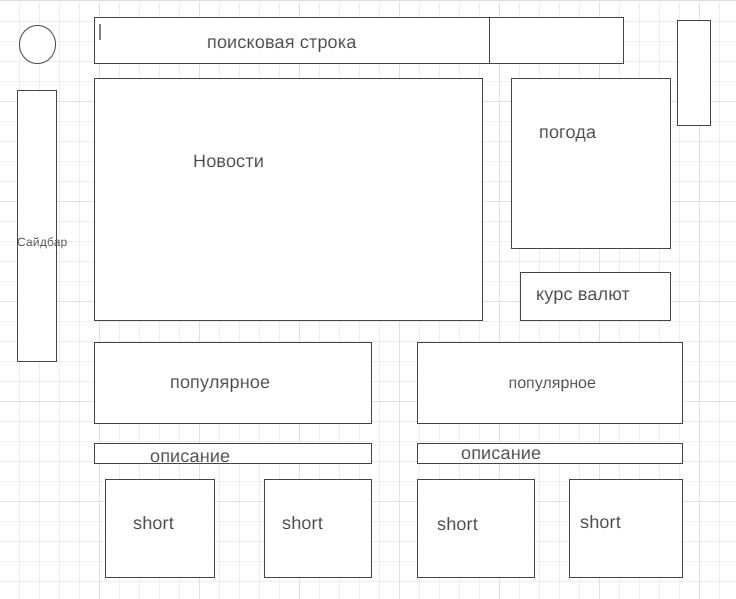 поисковая строка
Новости
погода
Сайдбар
курс валют
популярное
популярное
описание
описание
short
short
short
short